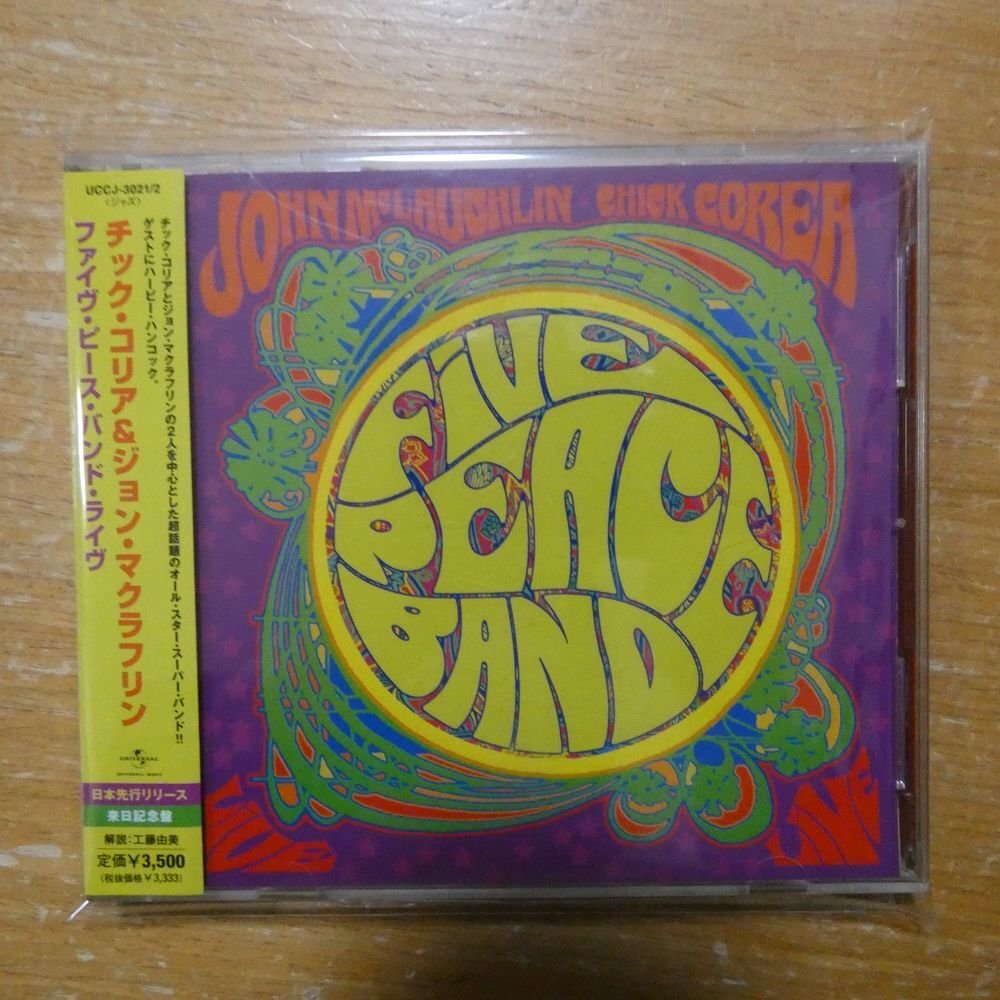 UCCJ-3021/2
〈ジャズ〉
チック・コリアとジョン・マクラフリンの2人を中心とした超話題のオール・スター・スーパー・バンド!!
ゲストにハービー・ハンコック。
チック・コリア&ジョン・マクラフリン
ファイヴ・ピース・バンド・ライヴ
UNIVERSAL
UNIVERSAL MUSIC
日本先行リリース
来日記念盤
解説:工藤由美
定価¥3,500
(税抜価格¥3,333)
JOHN McLAUGHLIN CHICK COREA
FIVE
PEACE
BAND
LIVE
LIVE